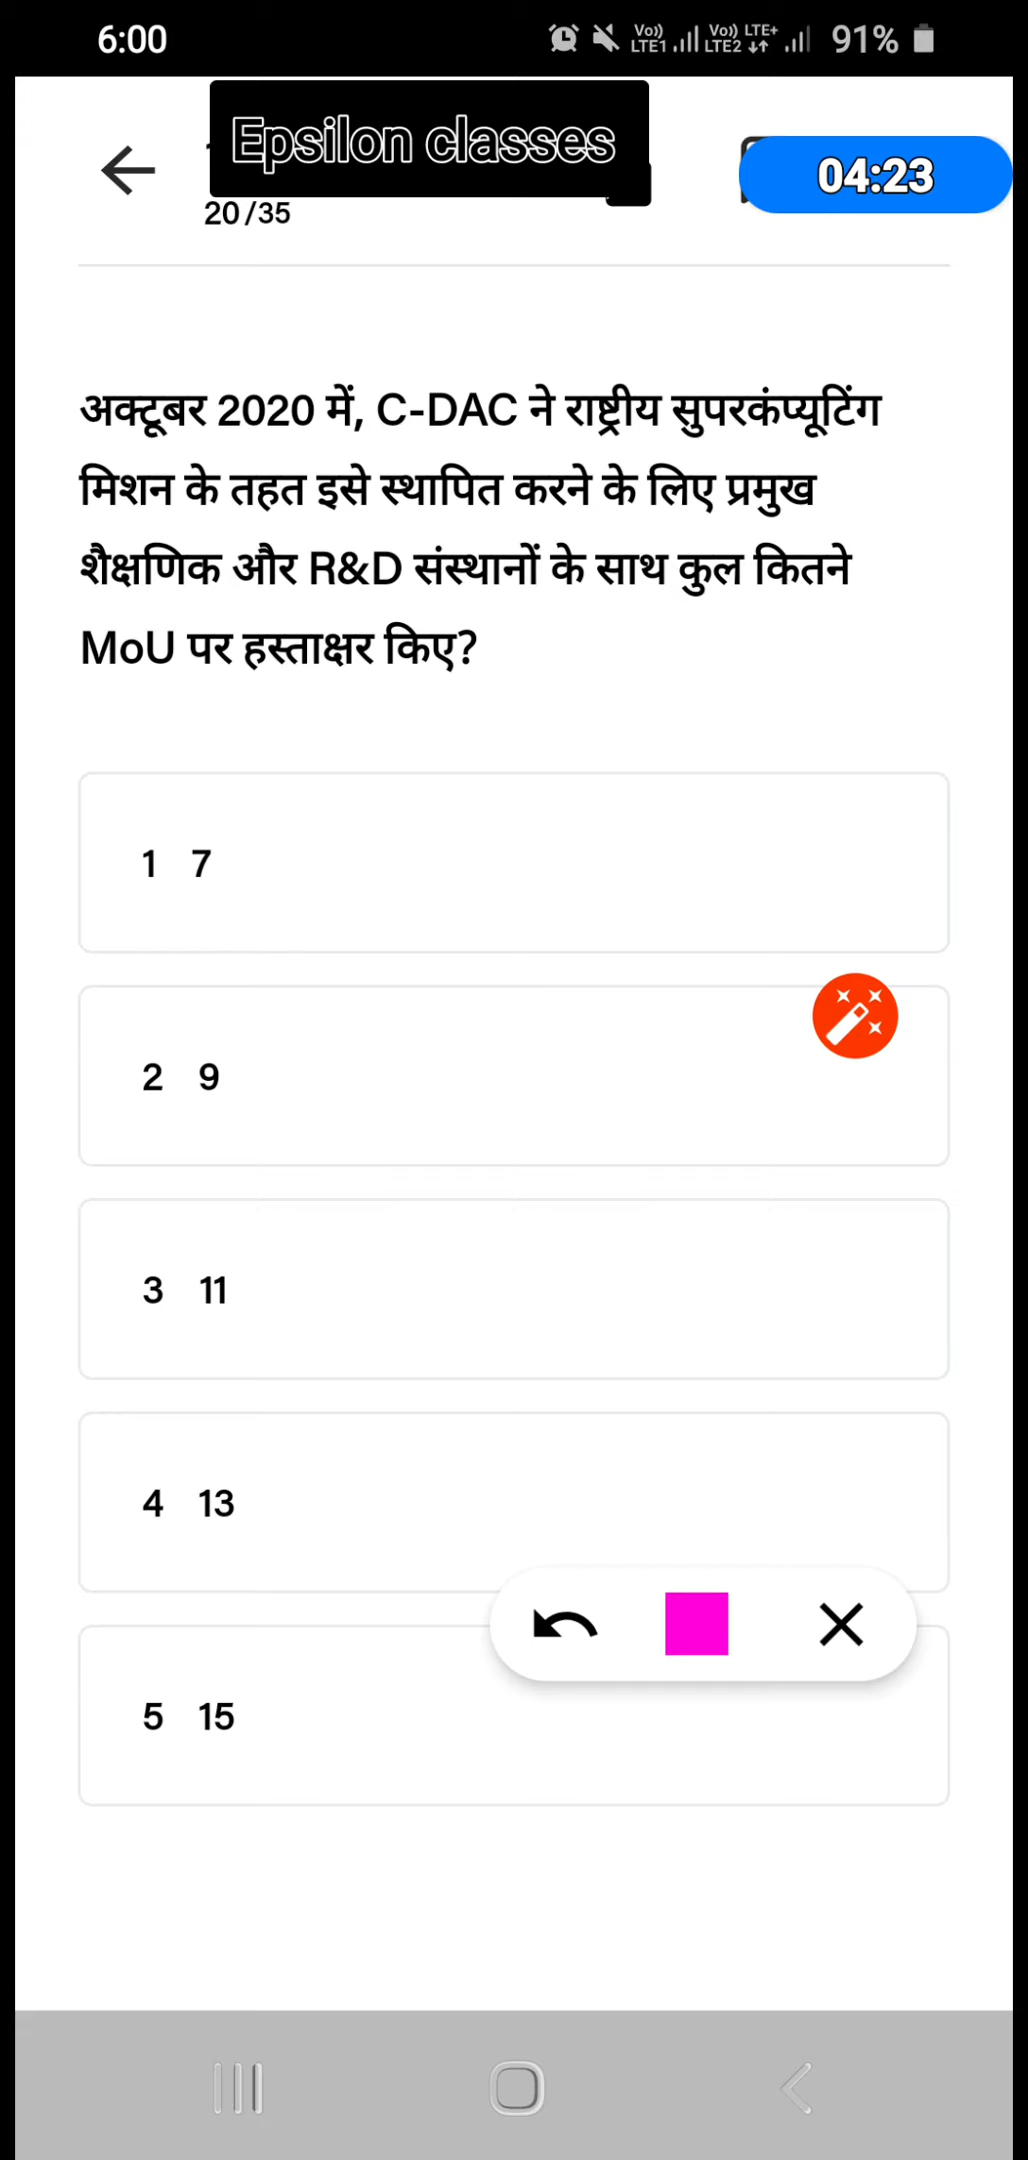 6:00
Vo)) LTE1 Vo)) LTE2 LTE+ 91%
Epsilon classes
04:23
20/35
अक्टूबर 2020 में, C-DAC ने राष्ट्रीय सुपरकंप्यूटिंग
मिशन के तहत इसे स्थापित करने के लिए प्रमुख
शैक्षणिक और R&D संस्थानों के साथ कुल कितने
MoU पर हस्ताक्षर किए?
1 7
2 9
3 11
4 13
5 15